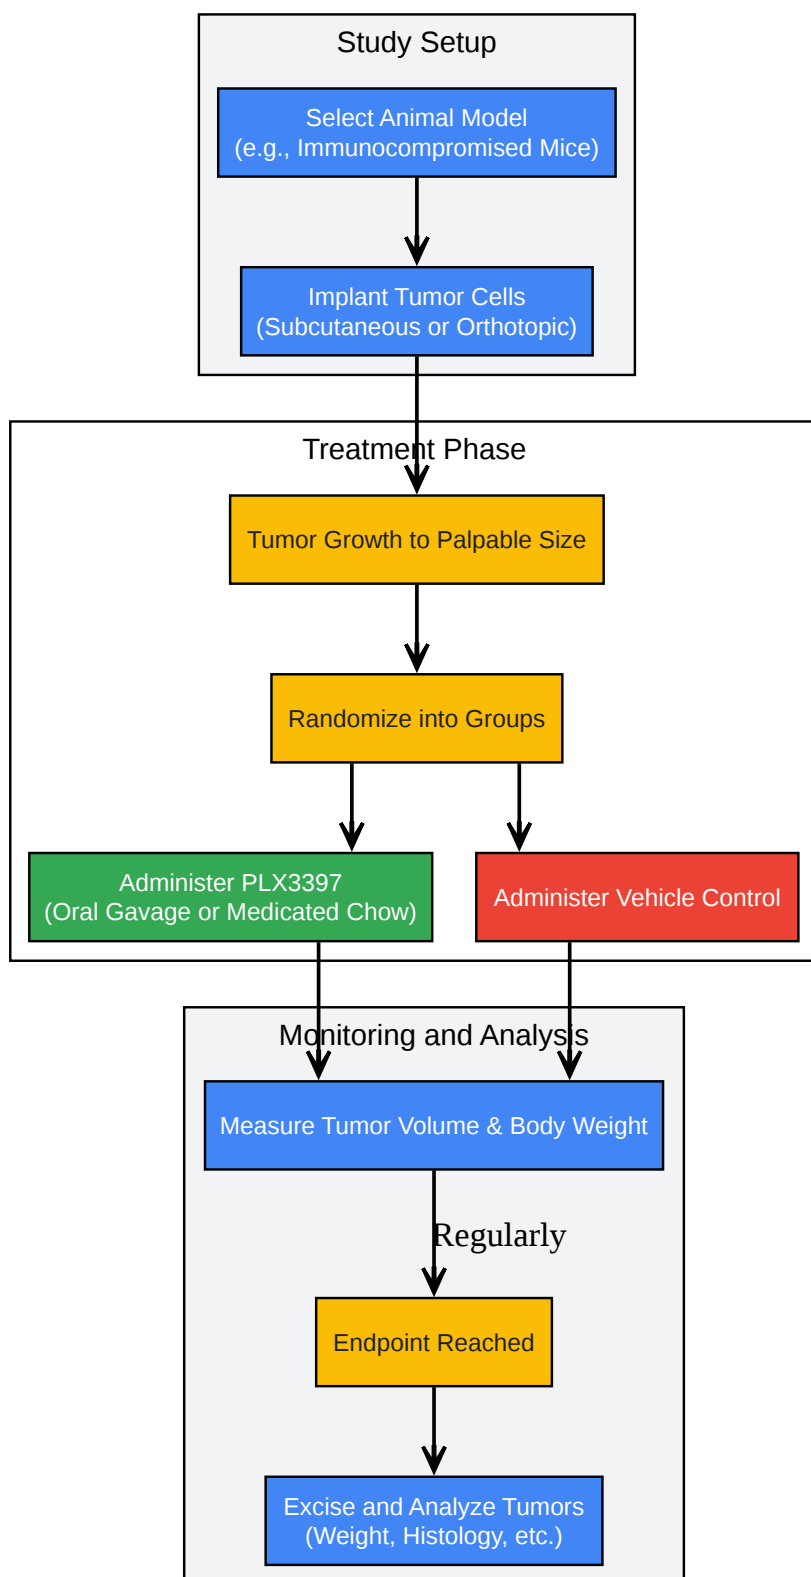 Study Setup
Select Animal Model
(e.g., Immunocompromised Mice)
Implant Tumor Cells
(Subcutaneous or Orthotopic)
Treatment Phase
Tumor Growth to Palpable Size
Randomize into Groups
Administer PLX3397
(Oral Gavage or Medicated Chow)
Administer Vehicle Control
Monitoring and Analysis
Measure Tumor Volume & Body Weight
Regularly
Endpoint Reached
Excise and Analyze Tumors
(Weight, Histology, etc.)